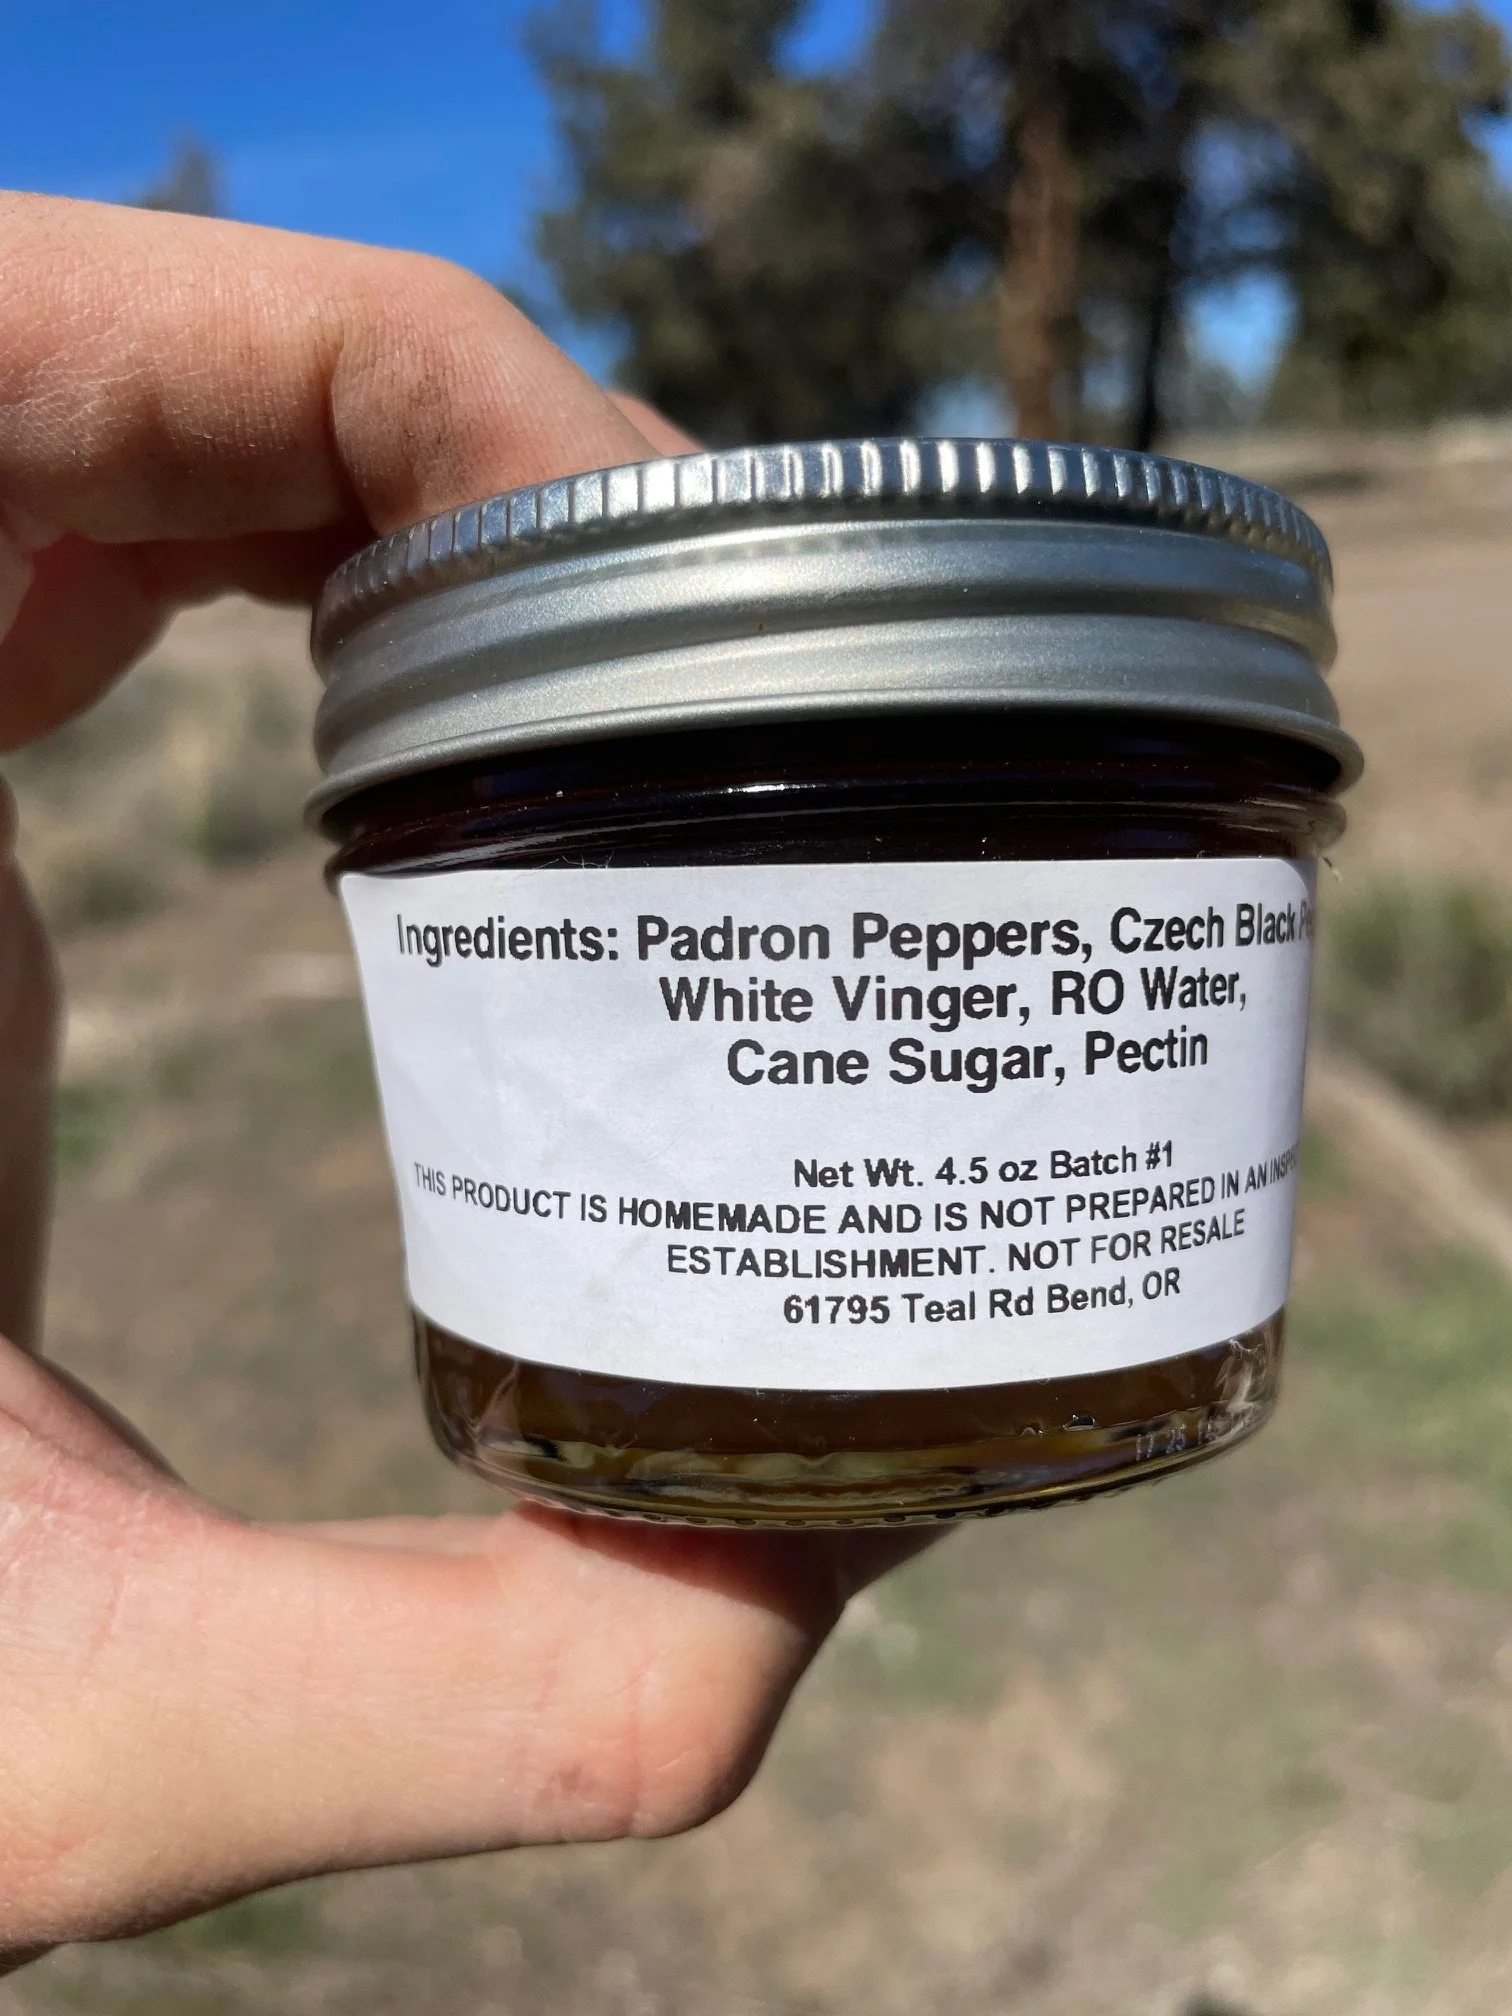 Ingredients: Padron Peppers, Czech Black
White Vinger, RO Water,
Cane Sugar, Pectin
Net Wt. 4.5 oz Batch #1
THIS PRODUCT IS HOMEMADE AND IS NOT PREPARED IN AN
ESTABLISHMENT. NOT FOR RESALE
61795 Teal Rd Bend, OR